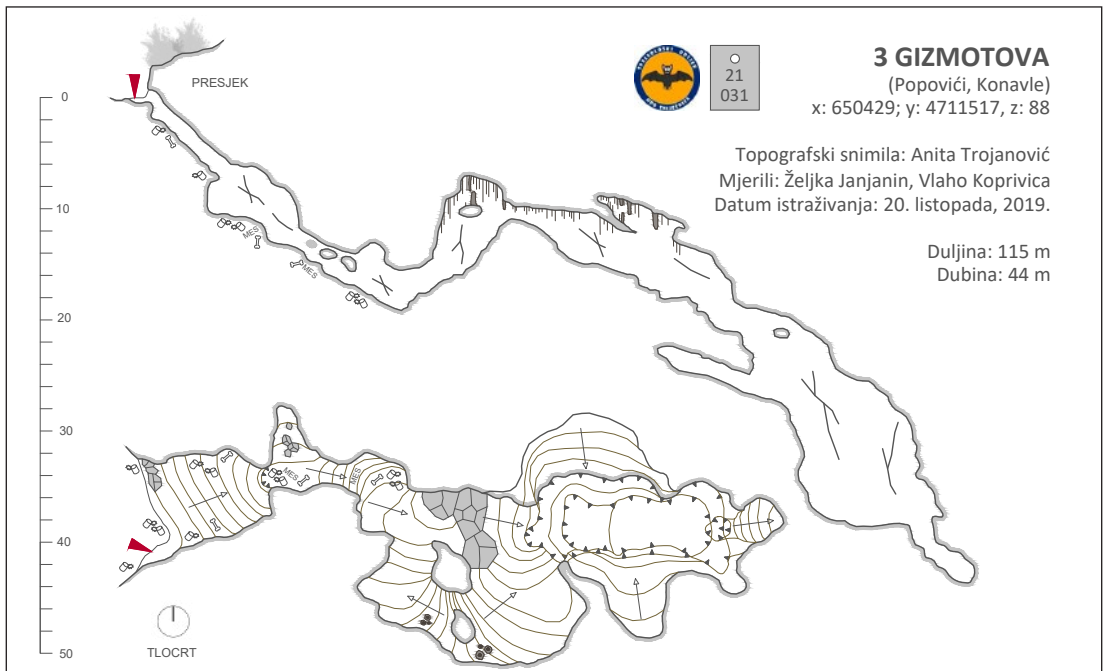 3 GIZMOTOVA
(Popovići, Konavle)
x: 650429; y: 4711517, z: 88
21
031
Topografski snimila: Anita Trojanović
Mjerili: Željka Janjanin, Vlaho Koprivica
Datum istraživanja: 20. listopada, 2019.
Duljina: 115 m
Dubina: 44 m
PRESJEK
0
10
20
30
40
50
MES
MES
MES
MES
TLOCRT